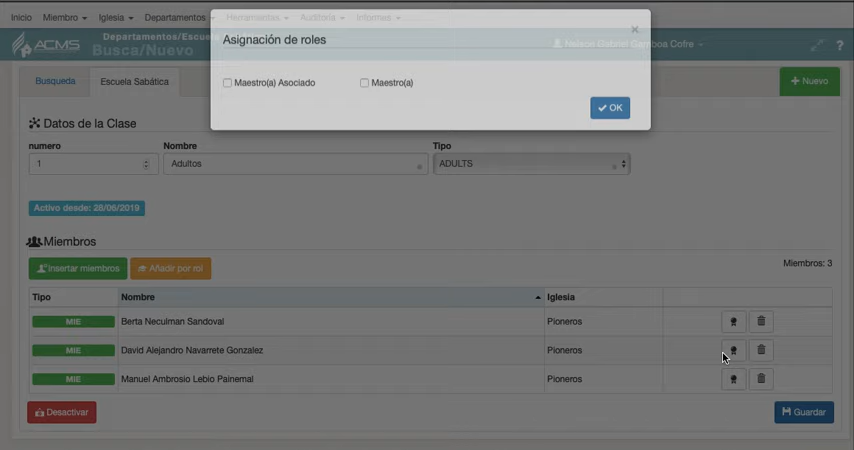 Inicio Miembro Iglesia Departamentos Herramientas Auditoría Informes
Asignación de roles ×
ACMS Departamentos/Escuela
Busca/Nuevo
Nelson Gabriel Gamboa Cofre
?
Maestro(a) Asociado Maestro(a)
OK
Busqueda Escuela Sabática
+ Nuevo
Datos de la Clase
numero Nombre Tipo
1 Adultos ADULTS
Activo desde: 28/06/2019
Miembros
Insertar miembros Añadir por rol Miembros: 3
Tipo Nombre Iglesia
MIE Berta Neculman Sandoval Pioneros
MIE David Alejandro Navarrete Gonzalez Pioneros
MIE Manuel Ambrosio Lebio Painemal Pioneros
Desactivar Guardar